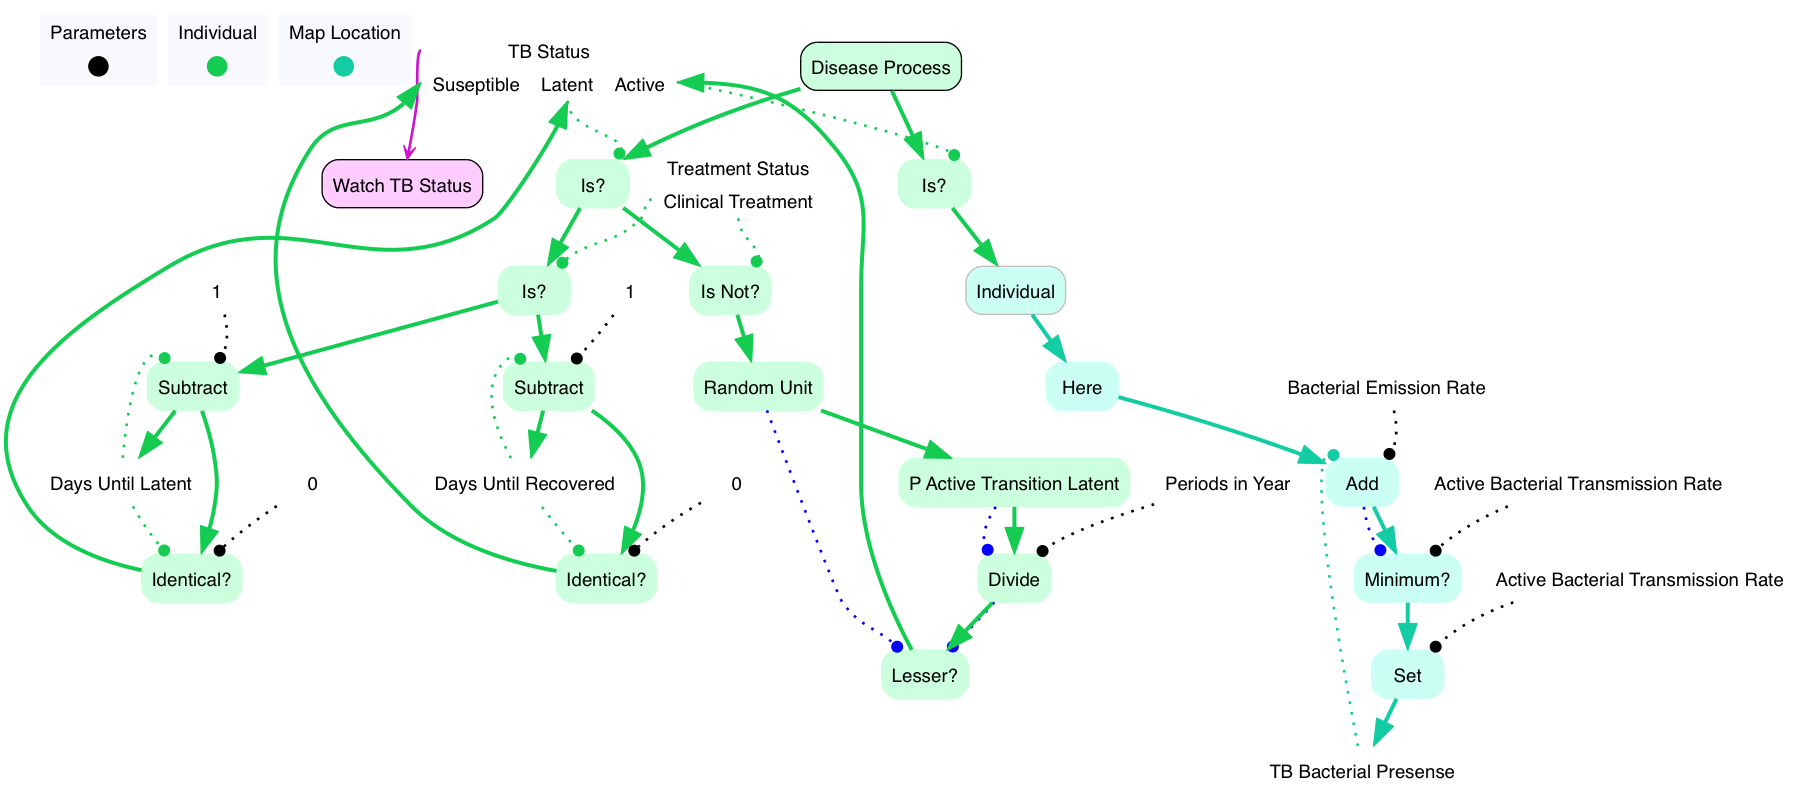 Parameters
Individual
Map Location
TB Status
Suseptible
Latent
Active
Disease Process
Watch TB Status
Is?
Treatment Status
Clinical Treatment
Is?
1
Is?
1
Is Not?
Individual
Subtract
Subtract
Random Unit
Here
Bacterial Emission Rate
Days Until Latent
0
Days Until Recovered
0
P Active Transition Latent
Periods in Year
Add
Active Bacterial Transmission Rate
Identical?
Identical?
Divide
Minimum?
Active Bacterial Transmission Rate
Lesser?
Set
TB Bacterial Presense